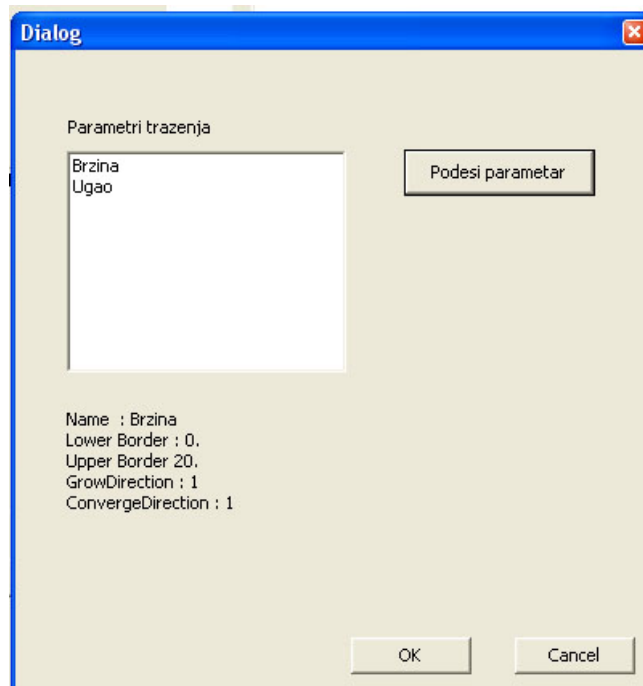 Dialog
Parametri trazenja
Brzina
Ugao
Podesi parametar
Name : Brzina
Lower Border : 0.
Upper Border 20.
GrowDirection : 1
ConvergeDirection : 1
OK
Cancel